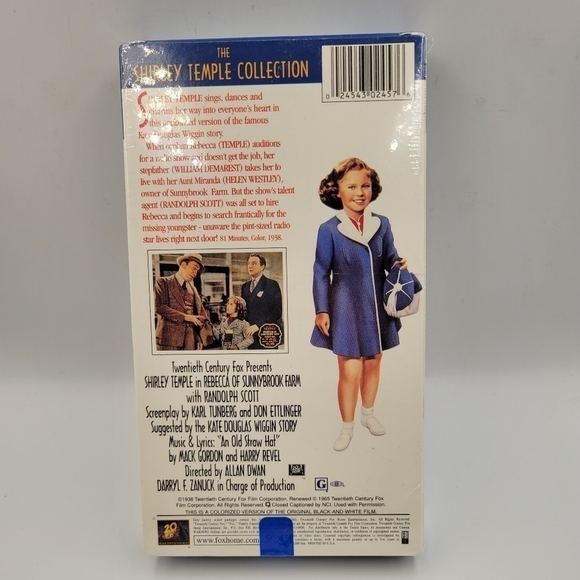 THE
SHIRLEY TEMPLE COLLECTION
0 24543 02457 6
SHIRLEY TEMPLE sings, dances and
charms her way into everyone's heart in
this colorized version of the famous
Kate Douglas Wiggin story.
When orphan Rebecca (TEMPLE) auditions
for a radio show and doesn't get the job, her
stepfather (WILLIAM DEMAREST) takes her to
live with her Aunt Miranda (HELEN WESTLEY),
owner of Sunnybrook Farm. But the show's talent
agent (RANDOLPH SCOTT) was all set to hire
Rebecca and begins to search frantically for the
missing youngster - unaware the pint-sized radio
star lives right next door! 81 Minutes, Color, 1938.
Twentieth Century Fox Presents
SHIRLEY TEMPLE in REBECCA OF SUNNYBROOK FARM
with RANDOLPH SCOTT
Screenplay by KARL TUNBERG and DON ETTLINGER
Suggested by the KATE DOUGLAS WIGGIN STORY
Music & Lyrics: "An Old Straw Hat"
by MACK GORDON and HARRY REVEL
Directed by ALLAN DWAN
DARRYL F. ZANUCK in Charge of Production
G
©1938 Twentieth Century Fox Film Corporation. Renewed © 1965 Twentieth Century Fox
Film Corporation. All Rights Reserved. Closed Captioned by NCI. Used with Permission.
THIS IS A COLORIZED VERSION OF THE ORIGINAL BLACK AND WHITE FILM.
20
www.foxhome.com